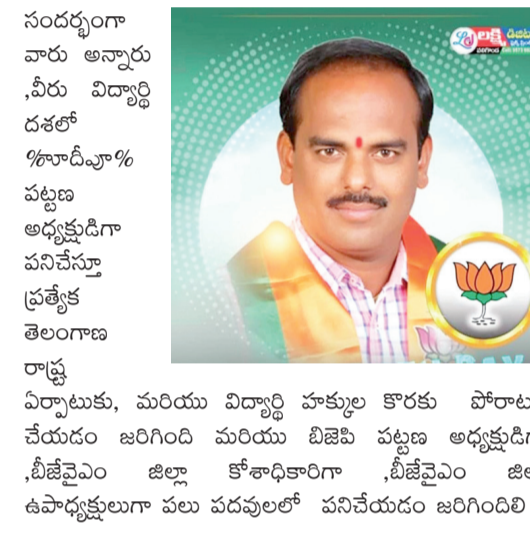 సందర్భంగా
వారు అన్నారు
,వీరు విద్యార్థి
దశలో
%హిదీవూ%
పట్టణ
అధ్యక్షుడిగా
పనిచేస్తూ
ప్రత్యేక
తెలంగాణ
రాష్ట్ర
ఏర్పాటుకు, మరియు విద్యార్థి హక్కుల కొరకు పోరాట
చేయడం జరిగింది మరియు బిజెపి పట్టణ అధ్యక్షుడిగ
,బీజేవైఎం జిల్లా కోశాధికారిగా ,బీజేవైఎం జిల
ఉపాధ్యక్షులుగా పలు పదవులలో పనిచేయడం జరిగిందిలి
లక్ష్మి డిజిట